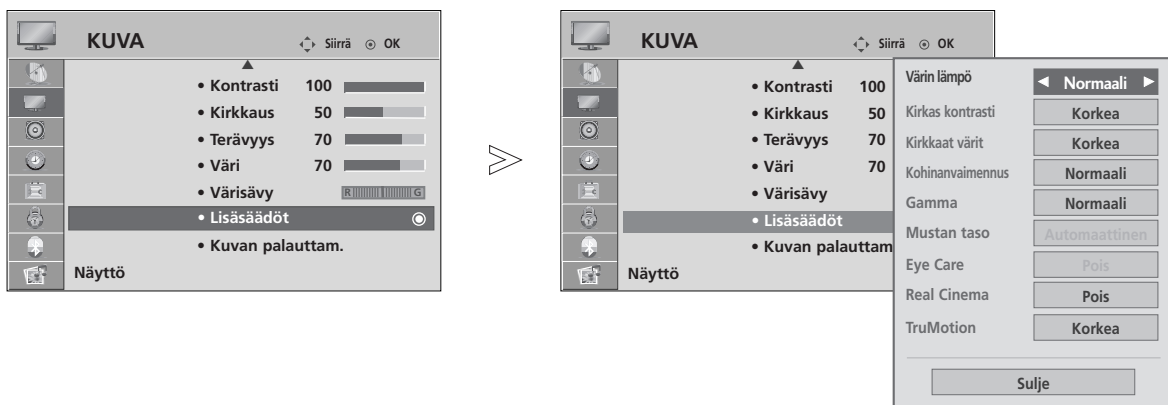 KUVA Siirrä OK
• Kontrasti 100
• Kirkkaus 50
• Terävyys 70
• Väri 70
• Värisävy R G
• Lisäsäädöt
• Kuvan palauttam.
Näyttö
KUVA Siirrä OK
• Kontrasti 100
• Kirkkaus 50
• Terävyys 70
• Väri 70
• Värisävy
• Lisäsäädöt
• Kuvan palauttam
Näyttö
Värin lämpö Normaali
Kirkas kontrasti Korkea
Kirkkaat värit Korkea
Kohinanvaimennus Normaali
Gamma Normaali
Mustan taso Automaattinen
Eye Care Pois
Real Cinema Pois
TruMotion Korkea
Sulje